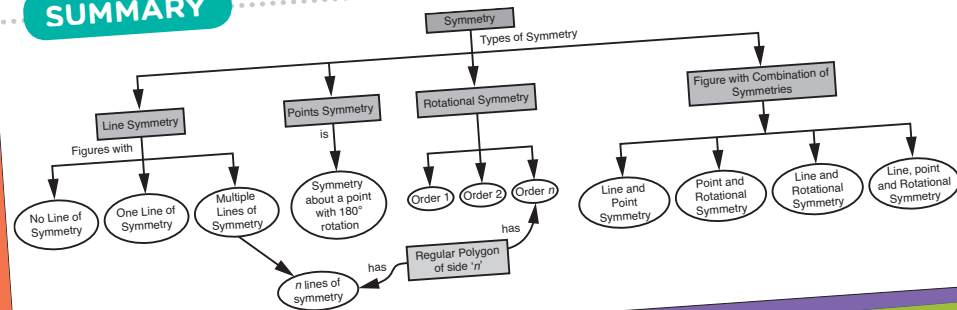 SUMMARY
Symmetry
Types of Symmetry
Line Symmetry
Points Symmetry
Rotational Symmetry
Figure with Combination of
Symmetries
Figures with
is
No Line of
Symmetry
One Line of
Symmetry
Multiple
Lines of
Symmetry
Symmetry
about a point
with 180°
rotation
Order 1
Order 2
Order n
Line and
Point
Symmetry
Point and
Rotational
Symmetry
Line and
Rotational
Symmetry
Line, point
and Rotational
Symmetry
has
Regular Polygon
of side 'n'
has
n lines of
symmetry